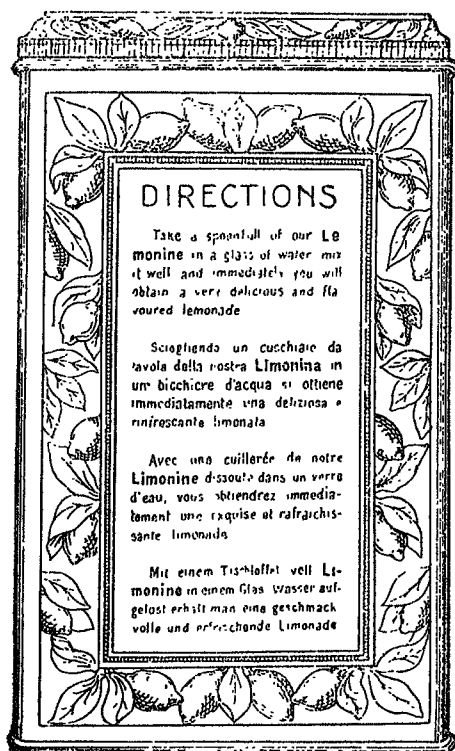 DIRECTIONS
Take a spoonfull of our Le
monine in a glass of water mix
it well and immediately you will
obtain a very delicious and fla
voured lemonade
Sciogliendo un cucchiaio da
tavola della nostra Limonina in
un bicchiere d'acqua si ottiene
immediatamente una deliziosa e
rinfrescante limonata
Avec une cuillerée de notre
Limonine dissoute dans un verre
d'eau, vous obtiendrez immedia-
tement une exquise et rafraichis-
sante limonade
Mit einem Tischloffel voll Li-
monine in einem Glas Wasser auf-
gelost erhalt man eine geschmack
volle und erfrischende Limonade